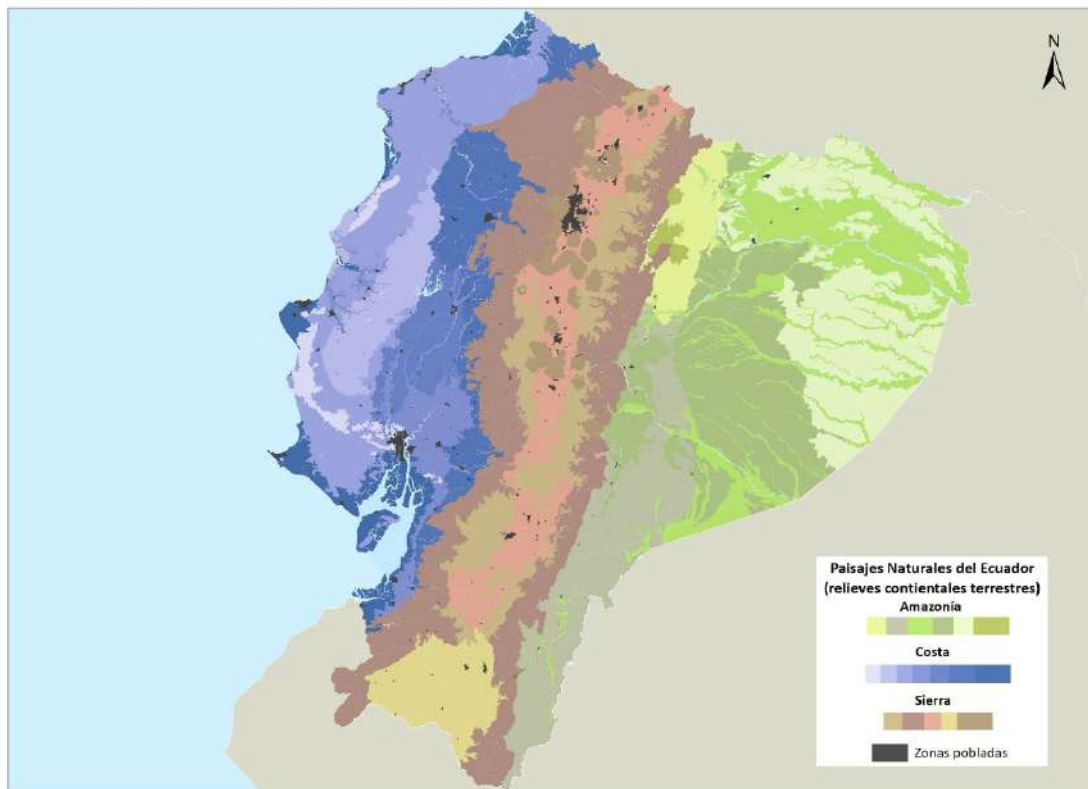 N
Paisajes Naturales del Ecuador
(relieves contientales terrestres)
Amazonía
Costa
Sierra
Zonas pobladas